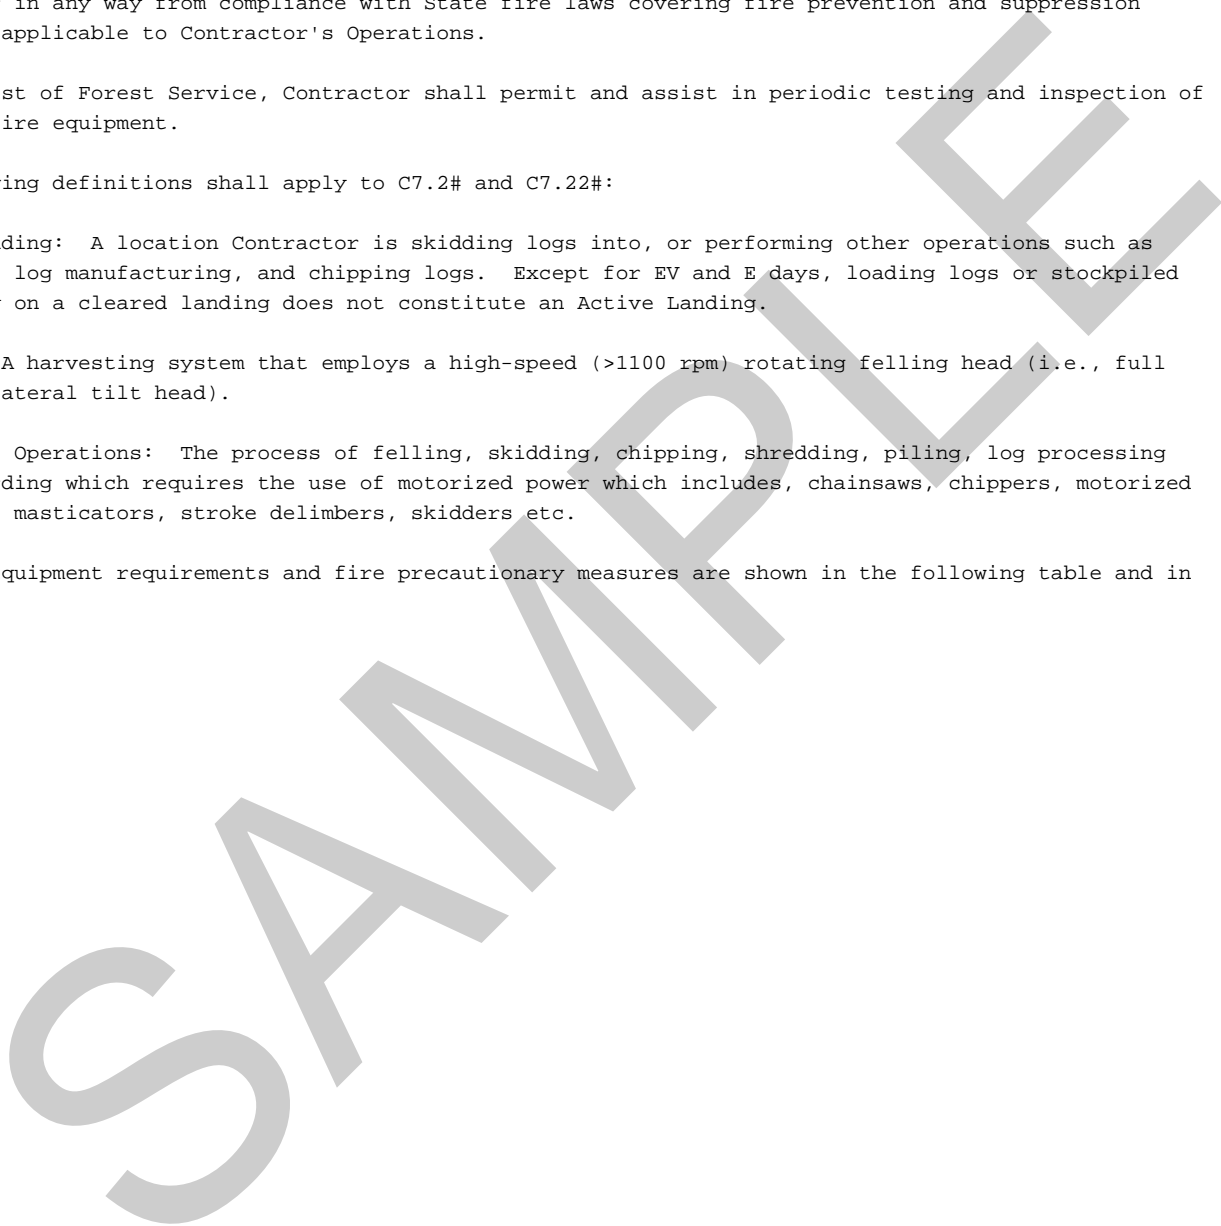 in any way from compliance with State fire laws covering fire prevention and suppression
applicable to Contractor's Operations.
st of Forest Service, Contractor shall permit and assist in periodic testing and inspection of
ire equipment.
ing definitions shall apply to C7.2# and C7.22#:
ding: A location Contractor is skidding logs into, or performing other operations such as
log manufacturing, and chipping logs. Except for EV and E days, loading logs or stockpiled
on a cleared landing does not constitute an Active Landing.
A harvesting system that employs a high-speed (>1100 rpm) rotating felling head (i.e., full
ateral tilt head).
Operations: The process of felling, skidding, chipping, shredding, piling, log processing
ding which requires the use of motorized power which includes, chainsaws, chippers, motorized
masticators, stroke delimbers, skidders etc.
quipment requirements and fire precautionary measures are shown in the following table and in
SAMPLE